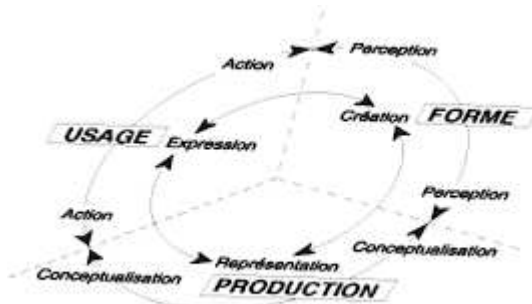 Perception
Action
Création
FORME
USAGE
Expression
Perception
Action
Conceptualisation
Représentation
Conceptualisation
PRODUCTION